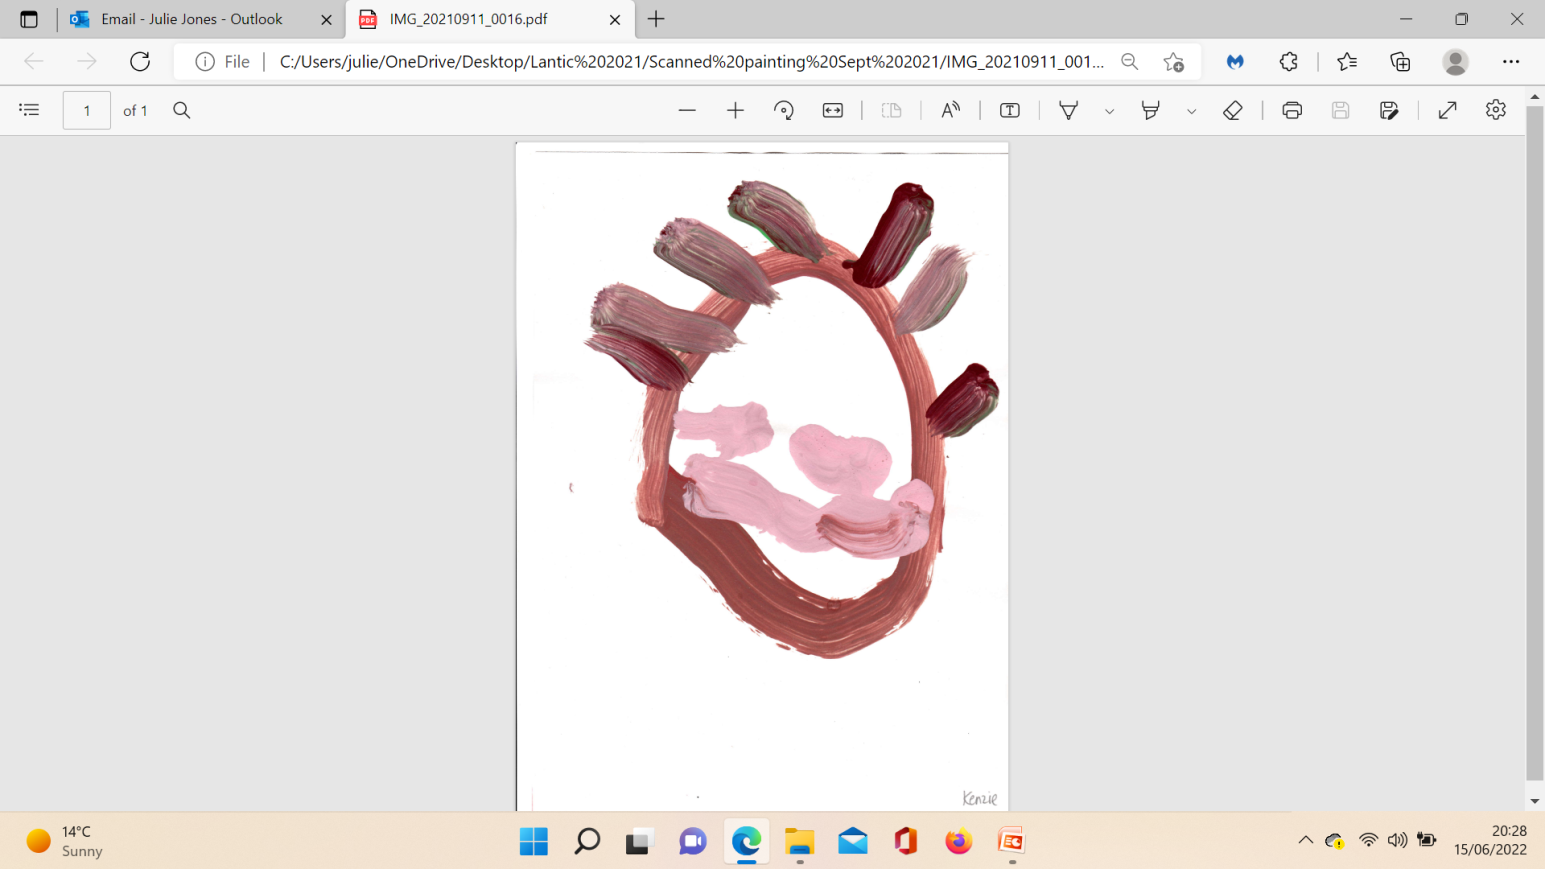 Email - Julie Jones - Outlook
IMG_20210911_0016.pdf
File
C:/Users/julie/OneDrive/Desktop/Lantic%202021/Scanned%20painting%20Sept%202021/IMG_20210911_001...
1 of 1
Kenzie
14°C
Sunny
20:28
15/06/2022